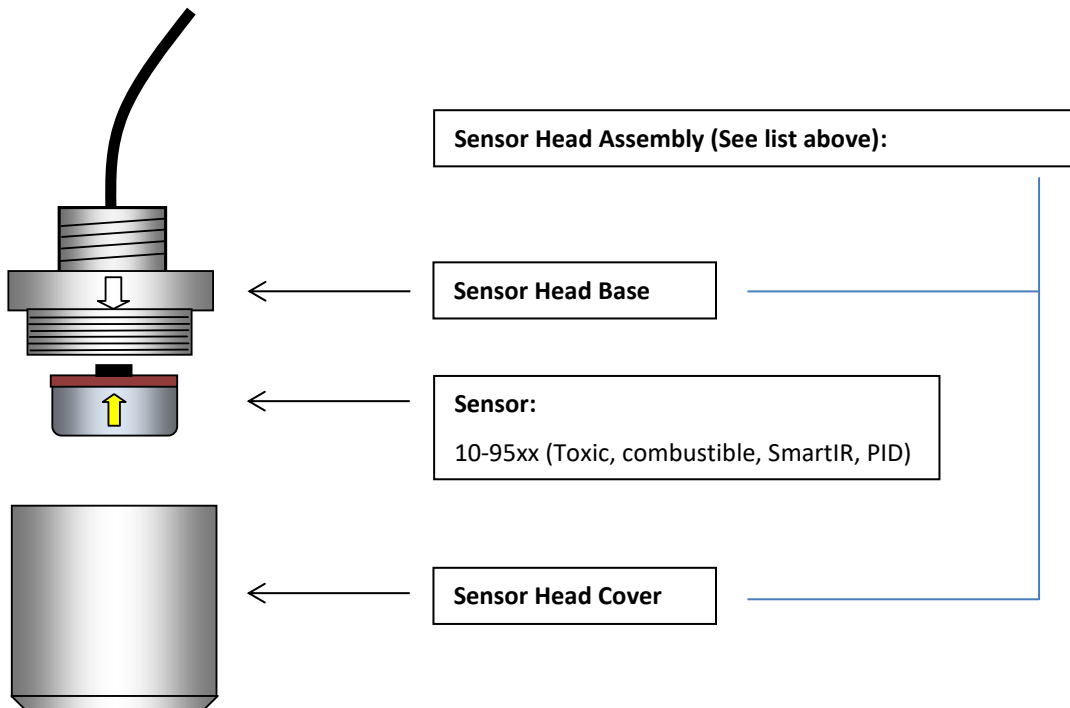 Sensor Head Assembly (See list above):
Sensor Head Base
Sensor:
10-95xx (Toxic, combustible, SmartIR, PID)
Sensor Head Cover